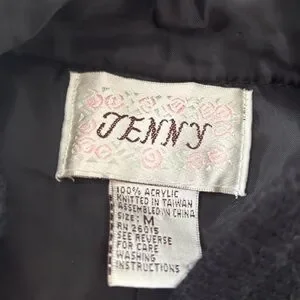 JENNY
100% ACRYLIC
KNITTED IN TAIWAN
ASSEMBLED IN CHINA
SIZE: M
RN 26015
SEE REVERSE
FOR CARE
WASHING
INSTRUCTIONS